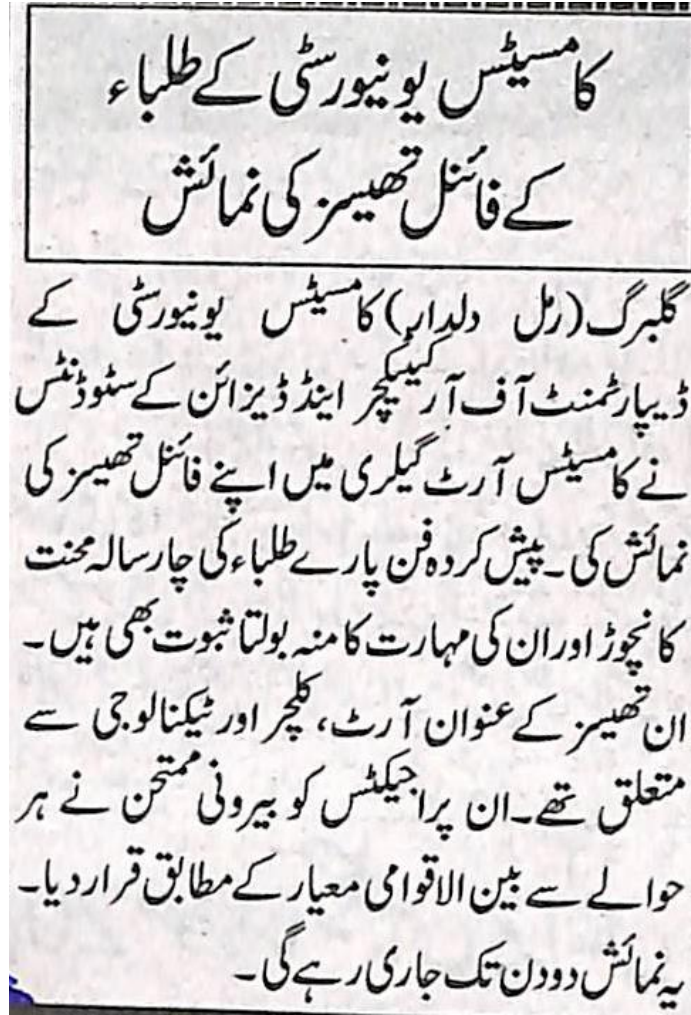 کامسیٹس یونیورسٹی کے طلباء
کے فائنل تھیسز کی نمائش
گلبرگ (رمل دلدار) کامسیٹس یونیورسٹی کے
ڈیپارٹمنٹ آف آرکیٹیکچر اینڈ ڈیزائن کے سٹوڈنٹس
نے کامسیٹس آرٹ گیلری میں اپنے فائنل تھیسز کی
نمائش کی۔ پیش کردہ فن پارے طلباء کی چار سالہ محنت
کا نچوڑ اور ان کی مہارت کا منہ بولتا ثبوت بھی ہیں۔
ان تھیسز کے عنوان آرٹ، کلچر اور ٹیکنالوجی سے
متعلق تھے۔ ان پراجیکٹس کو بیرونی ممتحن نے ہر
حوالے سے بین الاقوامی معیار کے مطابق قرار دیا۔
یہ نمائش دو دن تک جاری رہے گی۔